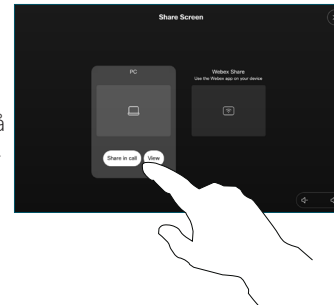 Share Screen
PC
Webex Share
Use the Webex app on your device
Share in call
View
å